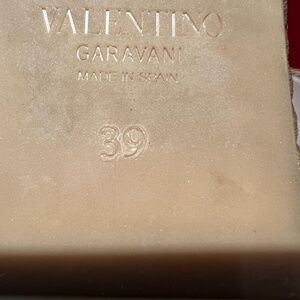 VALENTINO
GARAVANI
MADE IN SPAIN
39